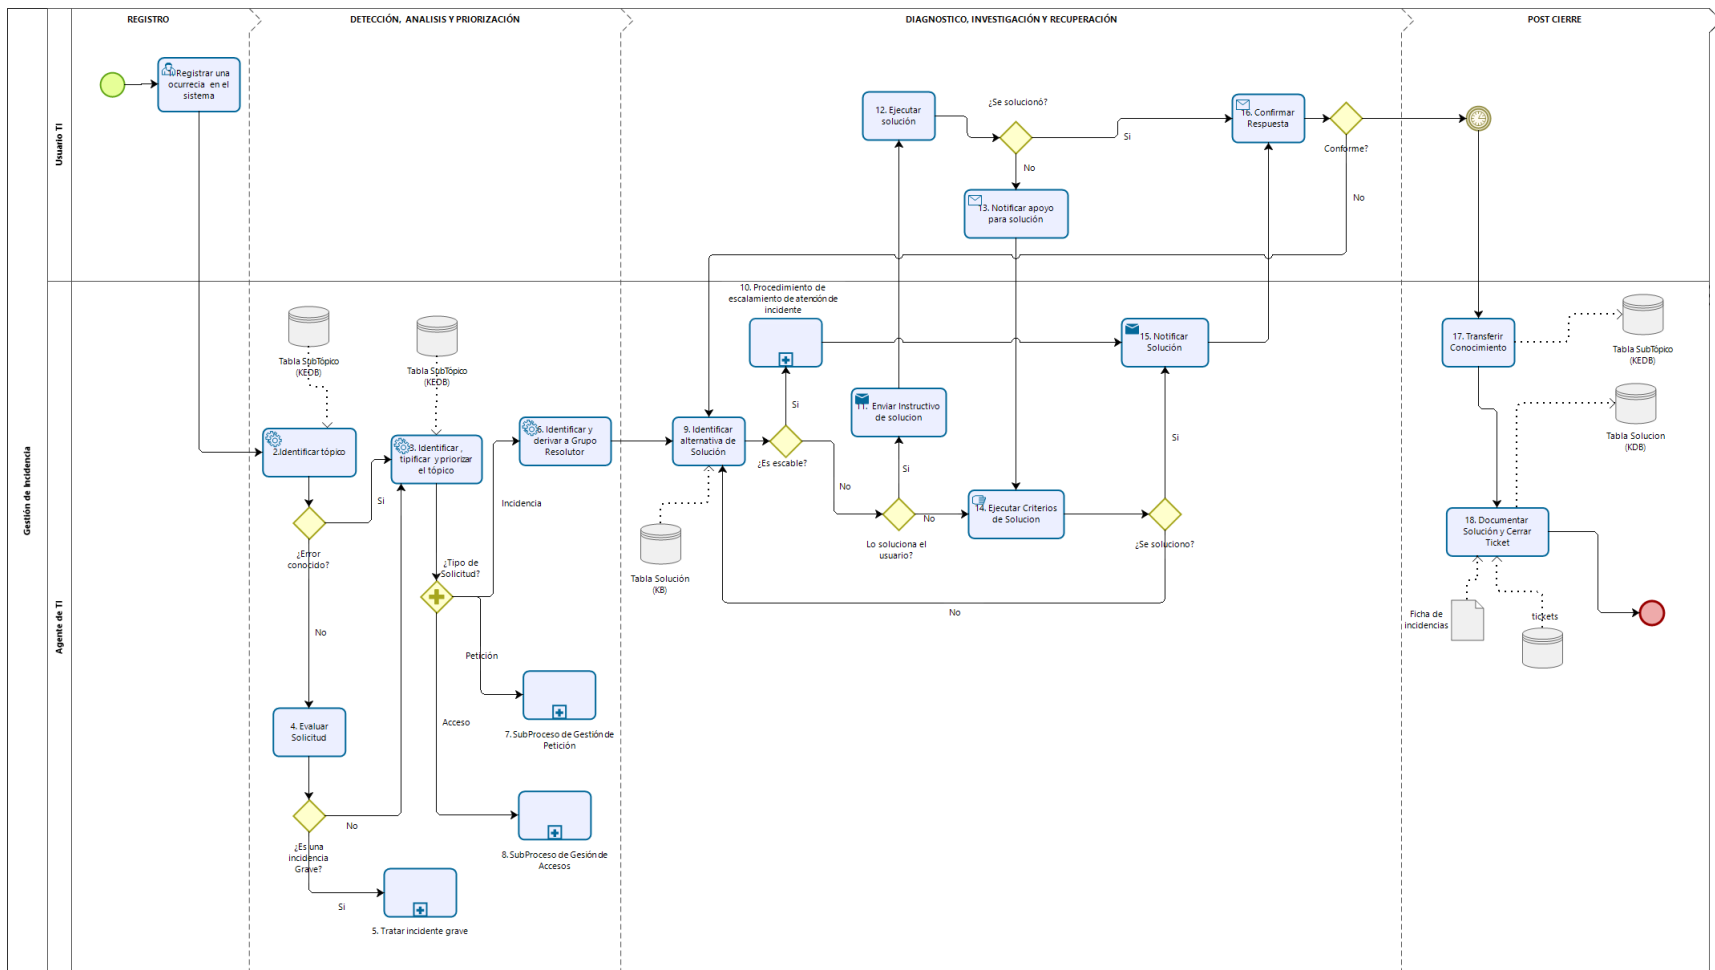 REGISTRO
DETECCIÓN, ANALISIS Y PRIORIZACIÓN
DIAGNOSTICO, INVESTIGACIÓN Y RECUPERACIÓN
POST CIERRE
Gestión de Incidencia
Usuario TI
Agente de TI
1. Registrar una
ocurrecia en el
sistema
12. Ejecutar
solución
¿Se solucionó?
Si
No
13. Notificar apoyo
para solución
16. Confirmar
Respuesta
Conforme?
No
Tabla SubTópico
(KEDB)
Tabla SubTópico
(KEDB)
2.Identificar tópico
3. Identificar ,
tipificar y priorizar
el tópico
Si
¿Error
conocido?
No
4. Evaluar
Solicitud
No
¿Es una
incidencia
Grave?
Si
5. Tratar incidente grave
¿Tipo de
Solicitud?
Incidencia
Petición
Acceso
6. Identificar y
derivar a Grupo
Resolutor
7. SubProceso de Gestión de
Petición
8. SubProceso de Gesión de
Accesos
9. Identificar
alternativa de
Solución
Tabla Solución
(KB)
10. Procedimiento de
escalamiento de atención de
incidente
Si
¿Es escable?
No
11. Enviar Instructivo
de solucion
Si
Lo soluciona el
usuario?
No
14. Ejecutar Criterios
de Solucion
15. Notificar
Solución
Si
¿Se soluciono?
No
17. Transferir
Conocimiento
Tabla SubTópico
(KEDB)
Tabla Solucion
(KDB)
18. Documentar
Solución y Cerrar
Ticket
Ficha de
incidencias
tickets